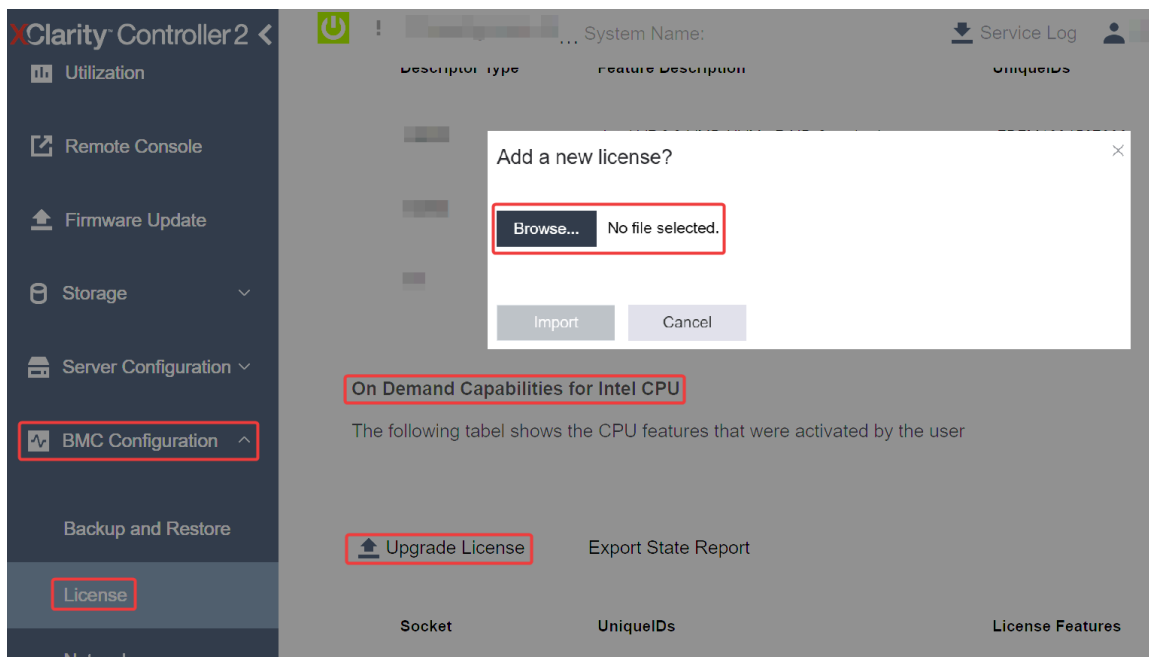 XClarity Controller 2
Utilization
Remote Console
Firmware Update
Storage
Server Configuration
BMC Configuration
Backup and Restore
License
! ... System Name:
Service Log
Descriptor Type Feature Description UniqueIDs
Add a new license?
Browse... No file selected.
Import Cancel
On Demand Capabilities for Intel CPU
The following tabel shows the CPU features that were activated by the user
Upgrade License Export State Report
Socket UniqueIDs License Features